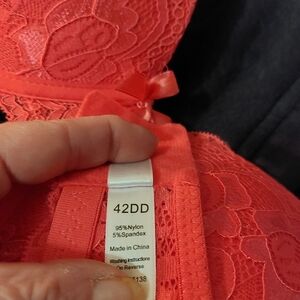 42DD
95%Nylon
5%Spandex
Made in China
Washing Instructions
On Reverse